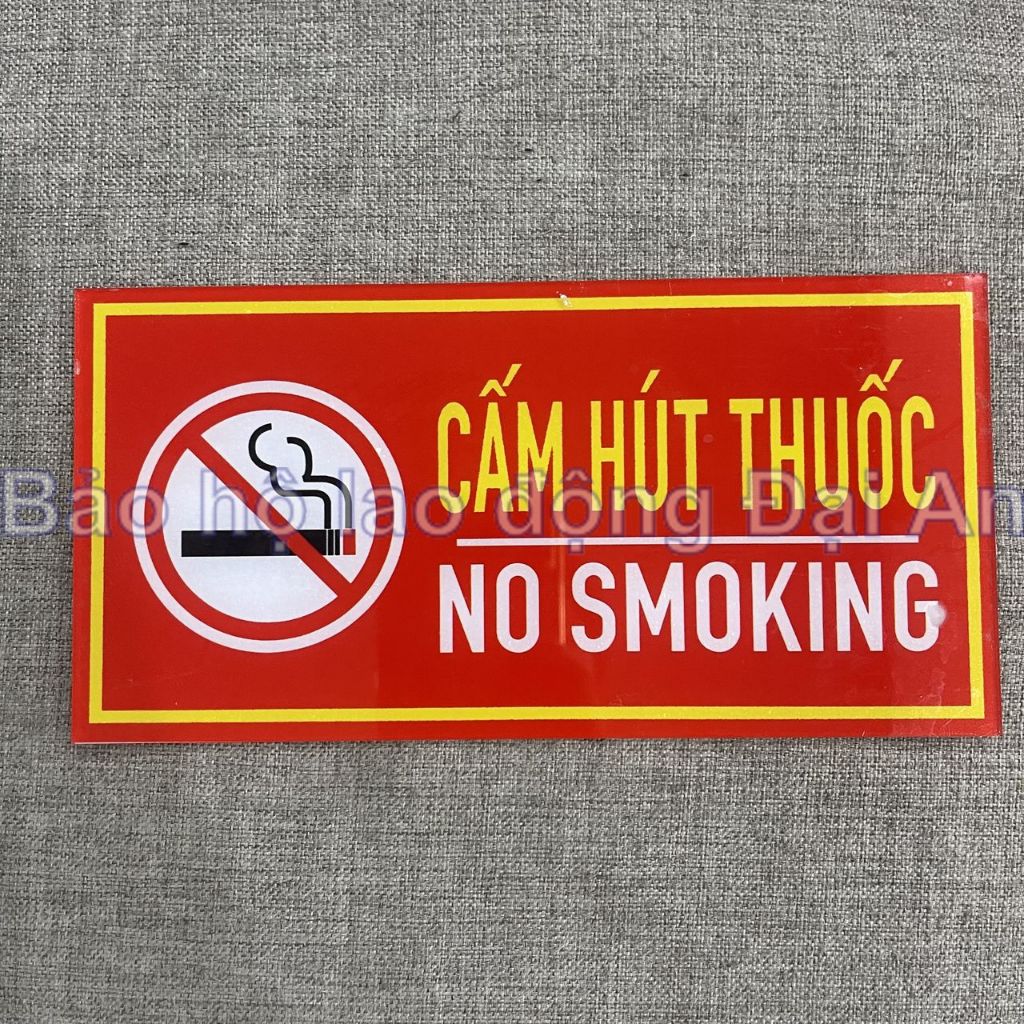 CẤM HÚT THUỐC
Bảo hộ lao động Đại An
NO SMOKING